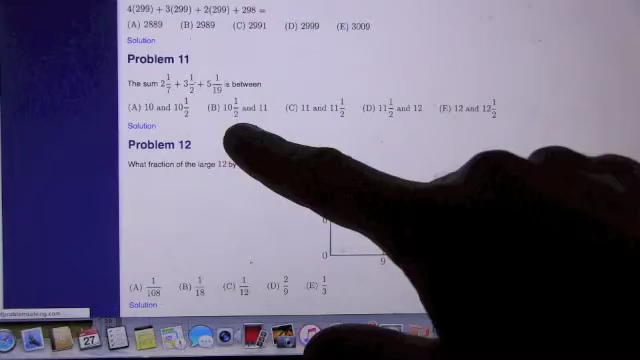 4(299) + 3(299) + 2(299) + 298 =
(A) 2889 (B) 2989 (C) 2991 (D) 2999 (E) 3009
Solution
Problem 11
The sum 2 1/7 + 3 1/2 + 5 1/19 is between
(A) 10 and 10 1/2 (B) 10 1/2 and 11 (C) 11 and 11 1/2 (D) 11 1/2 and 12 (E) 12 and 12 1/2
Solution
Problem 12
What fraction of the large 12 by
0
0
9
(A) 1/108 (B) 1/18 (C) 1/12 (D) 2/9 (E) 1/3
Solution
27